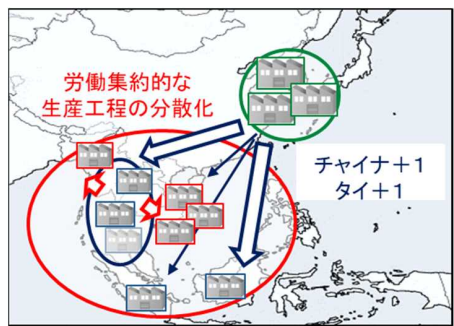 労働集約的な
生産工程の分散化
チャイナ＋１
タイ＋１